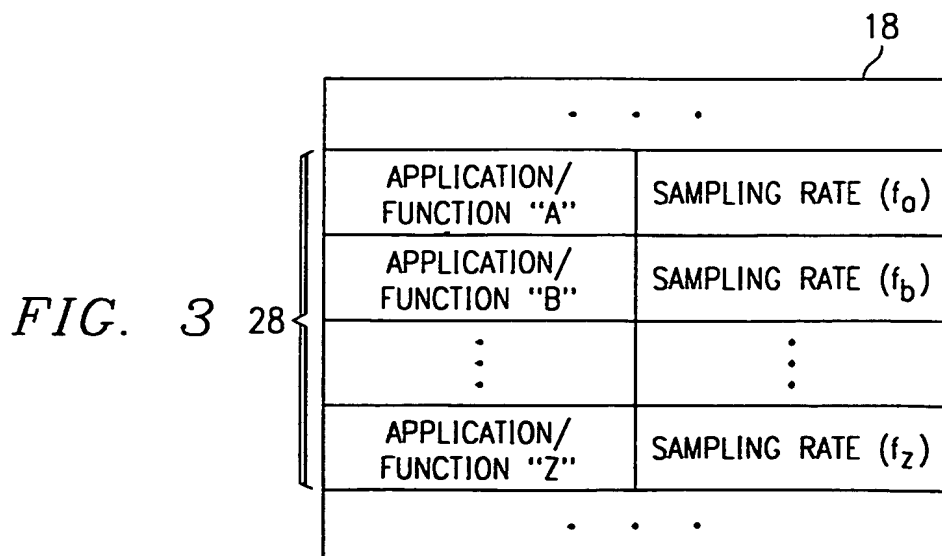 18
. . .
APPLICATION/
FUNCTION "A"
SAMPLING RATE (fa)
APPLICATION/
FUNCTION "B"
SAMPLING RATE (fb)
FIG. 3
28
APPLICATION/
FUNCTION "Z"
SAMPLING RATE (fz)
. . .